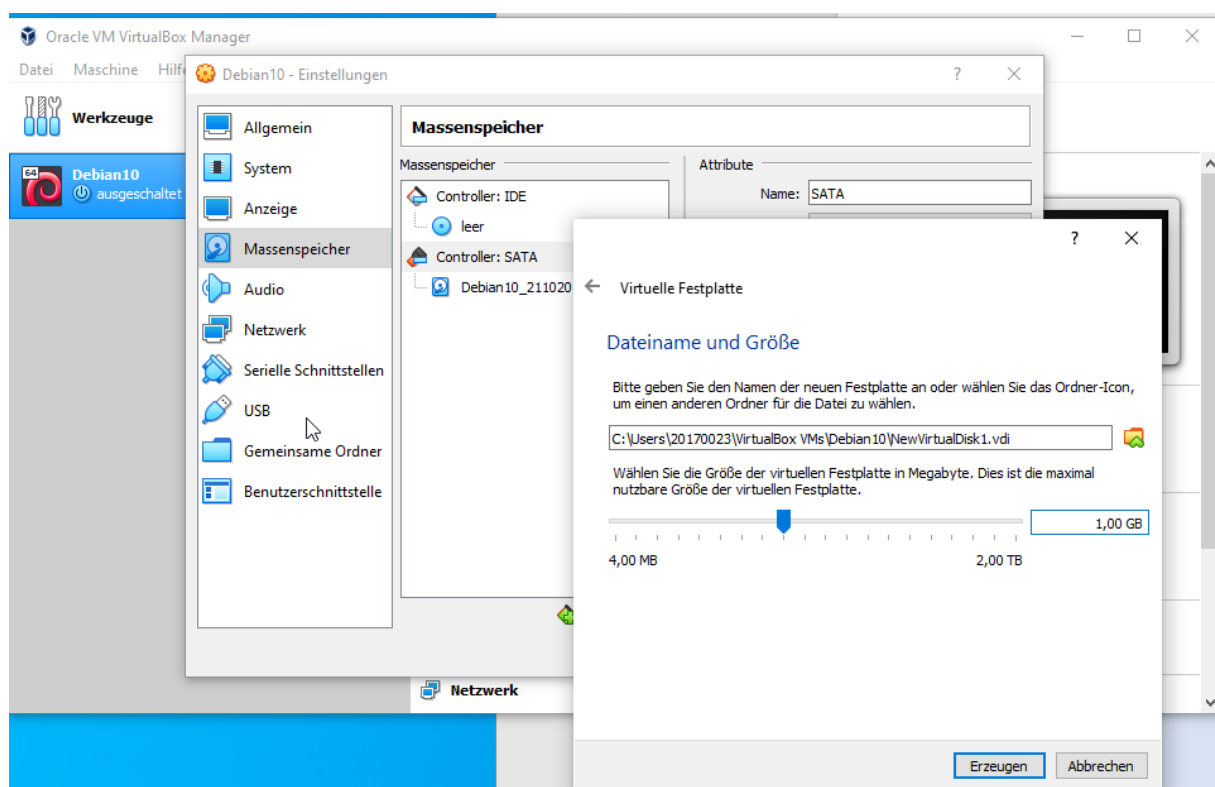 Oracle VM VirtualBox Manager
Datei Maschine Hilfe
Debian10 - Einstellungen
Werkzeuge
64
Debian10
ausgeschaltet
Allgemein
System
Anzeige
Massenspeicher
Audio
Netzwerk
Serielle Schnittstellen
USB
Gemeinsame Ordner
Benutzerschnittstelle
Massenspeicher
Massenspeicher
Controller: IDE
leer
Controller: SATA
Debian10_211020
Attribute
Name: SATA
Virtuelle Festplatte
Dateiname und Größe
Bitte geben Sie den Namen der neuen Festplatte an oder wählen Sie das Ordner-Icon,
um einen anderen Ordner für die Datei zu wählen.
C:\Users\20170023\VirtualBox VMs\Debian10\NewVirtualDisk1.vdi
Wählen Sie die Größe der virtuellen Festplatte in Megabyte. Dies ist die maximal
nutzbare Größe der virtuellen Festplatte.
1,00 GB
4,00 MB 2,00 TB
Erzeugen Abbrechen
Netzwerk